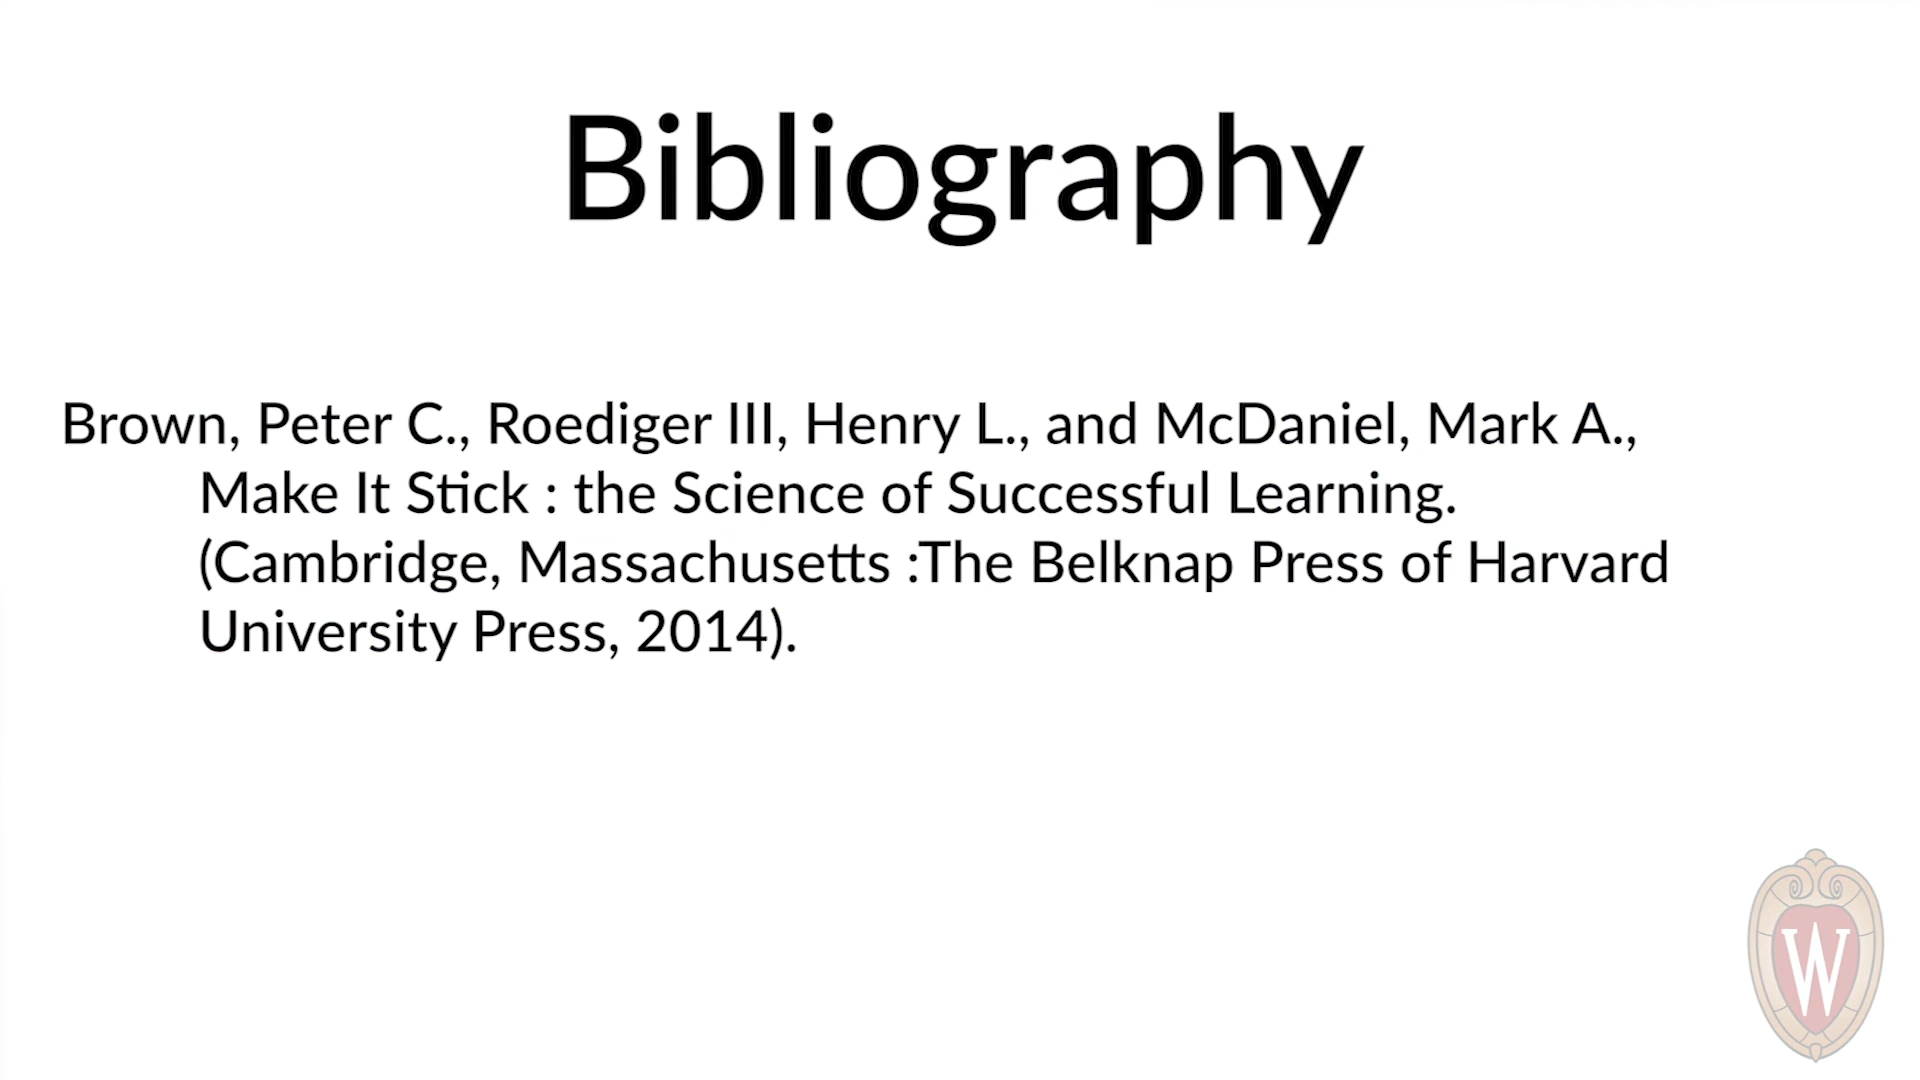 Bibliography
Brown, Peter C., Roediger III, Henry L., and McDaniel, Mark A.,
Make It Stick : the Science of Successful Learning.
(Cambridge, Massachusetts :The Belknap Press of Harvard
University Press, 2014).
W